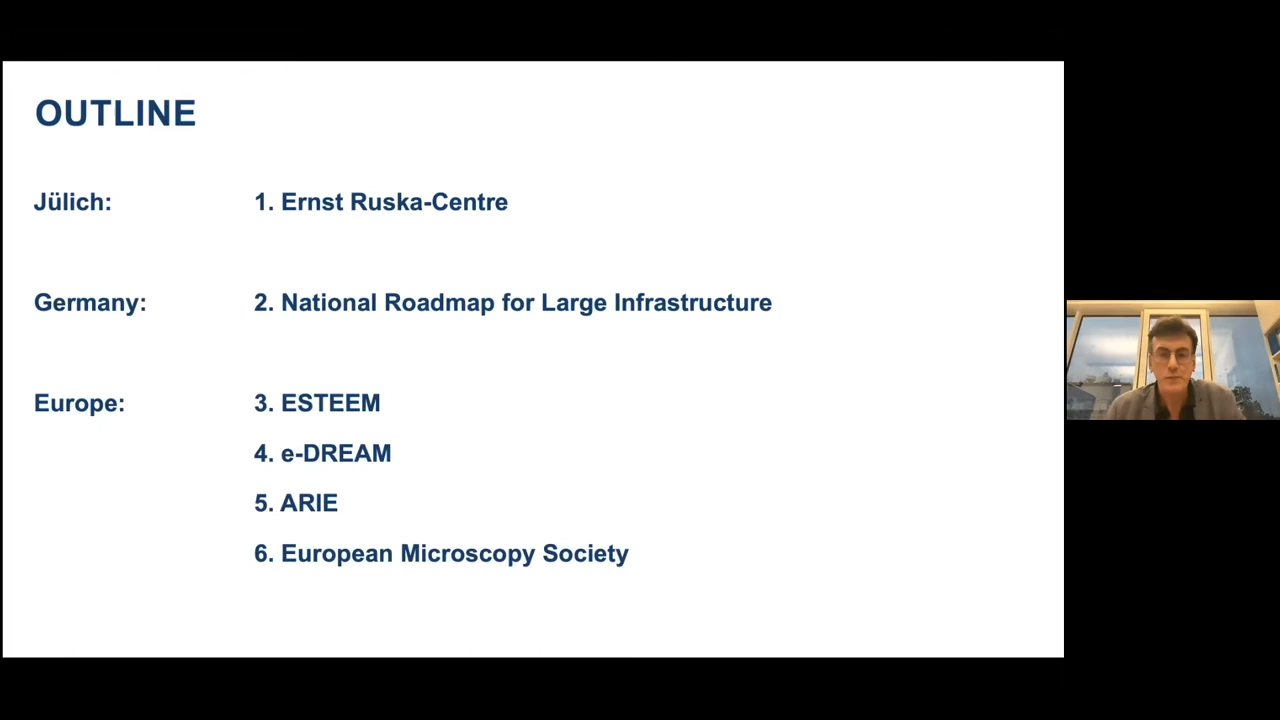 OUTLINE
Jülich: 1. Ernst Ruska-Centre
Germany: 2. National Roadmap for Large Infrastructure
Europe: 3. ESTEEM
4. e-DREAM
5. ARIE
6. European Microscopy Society